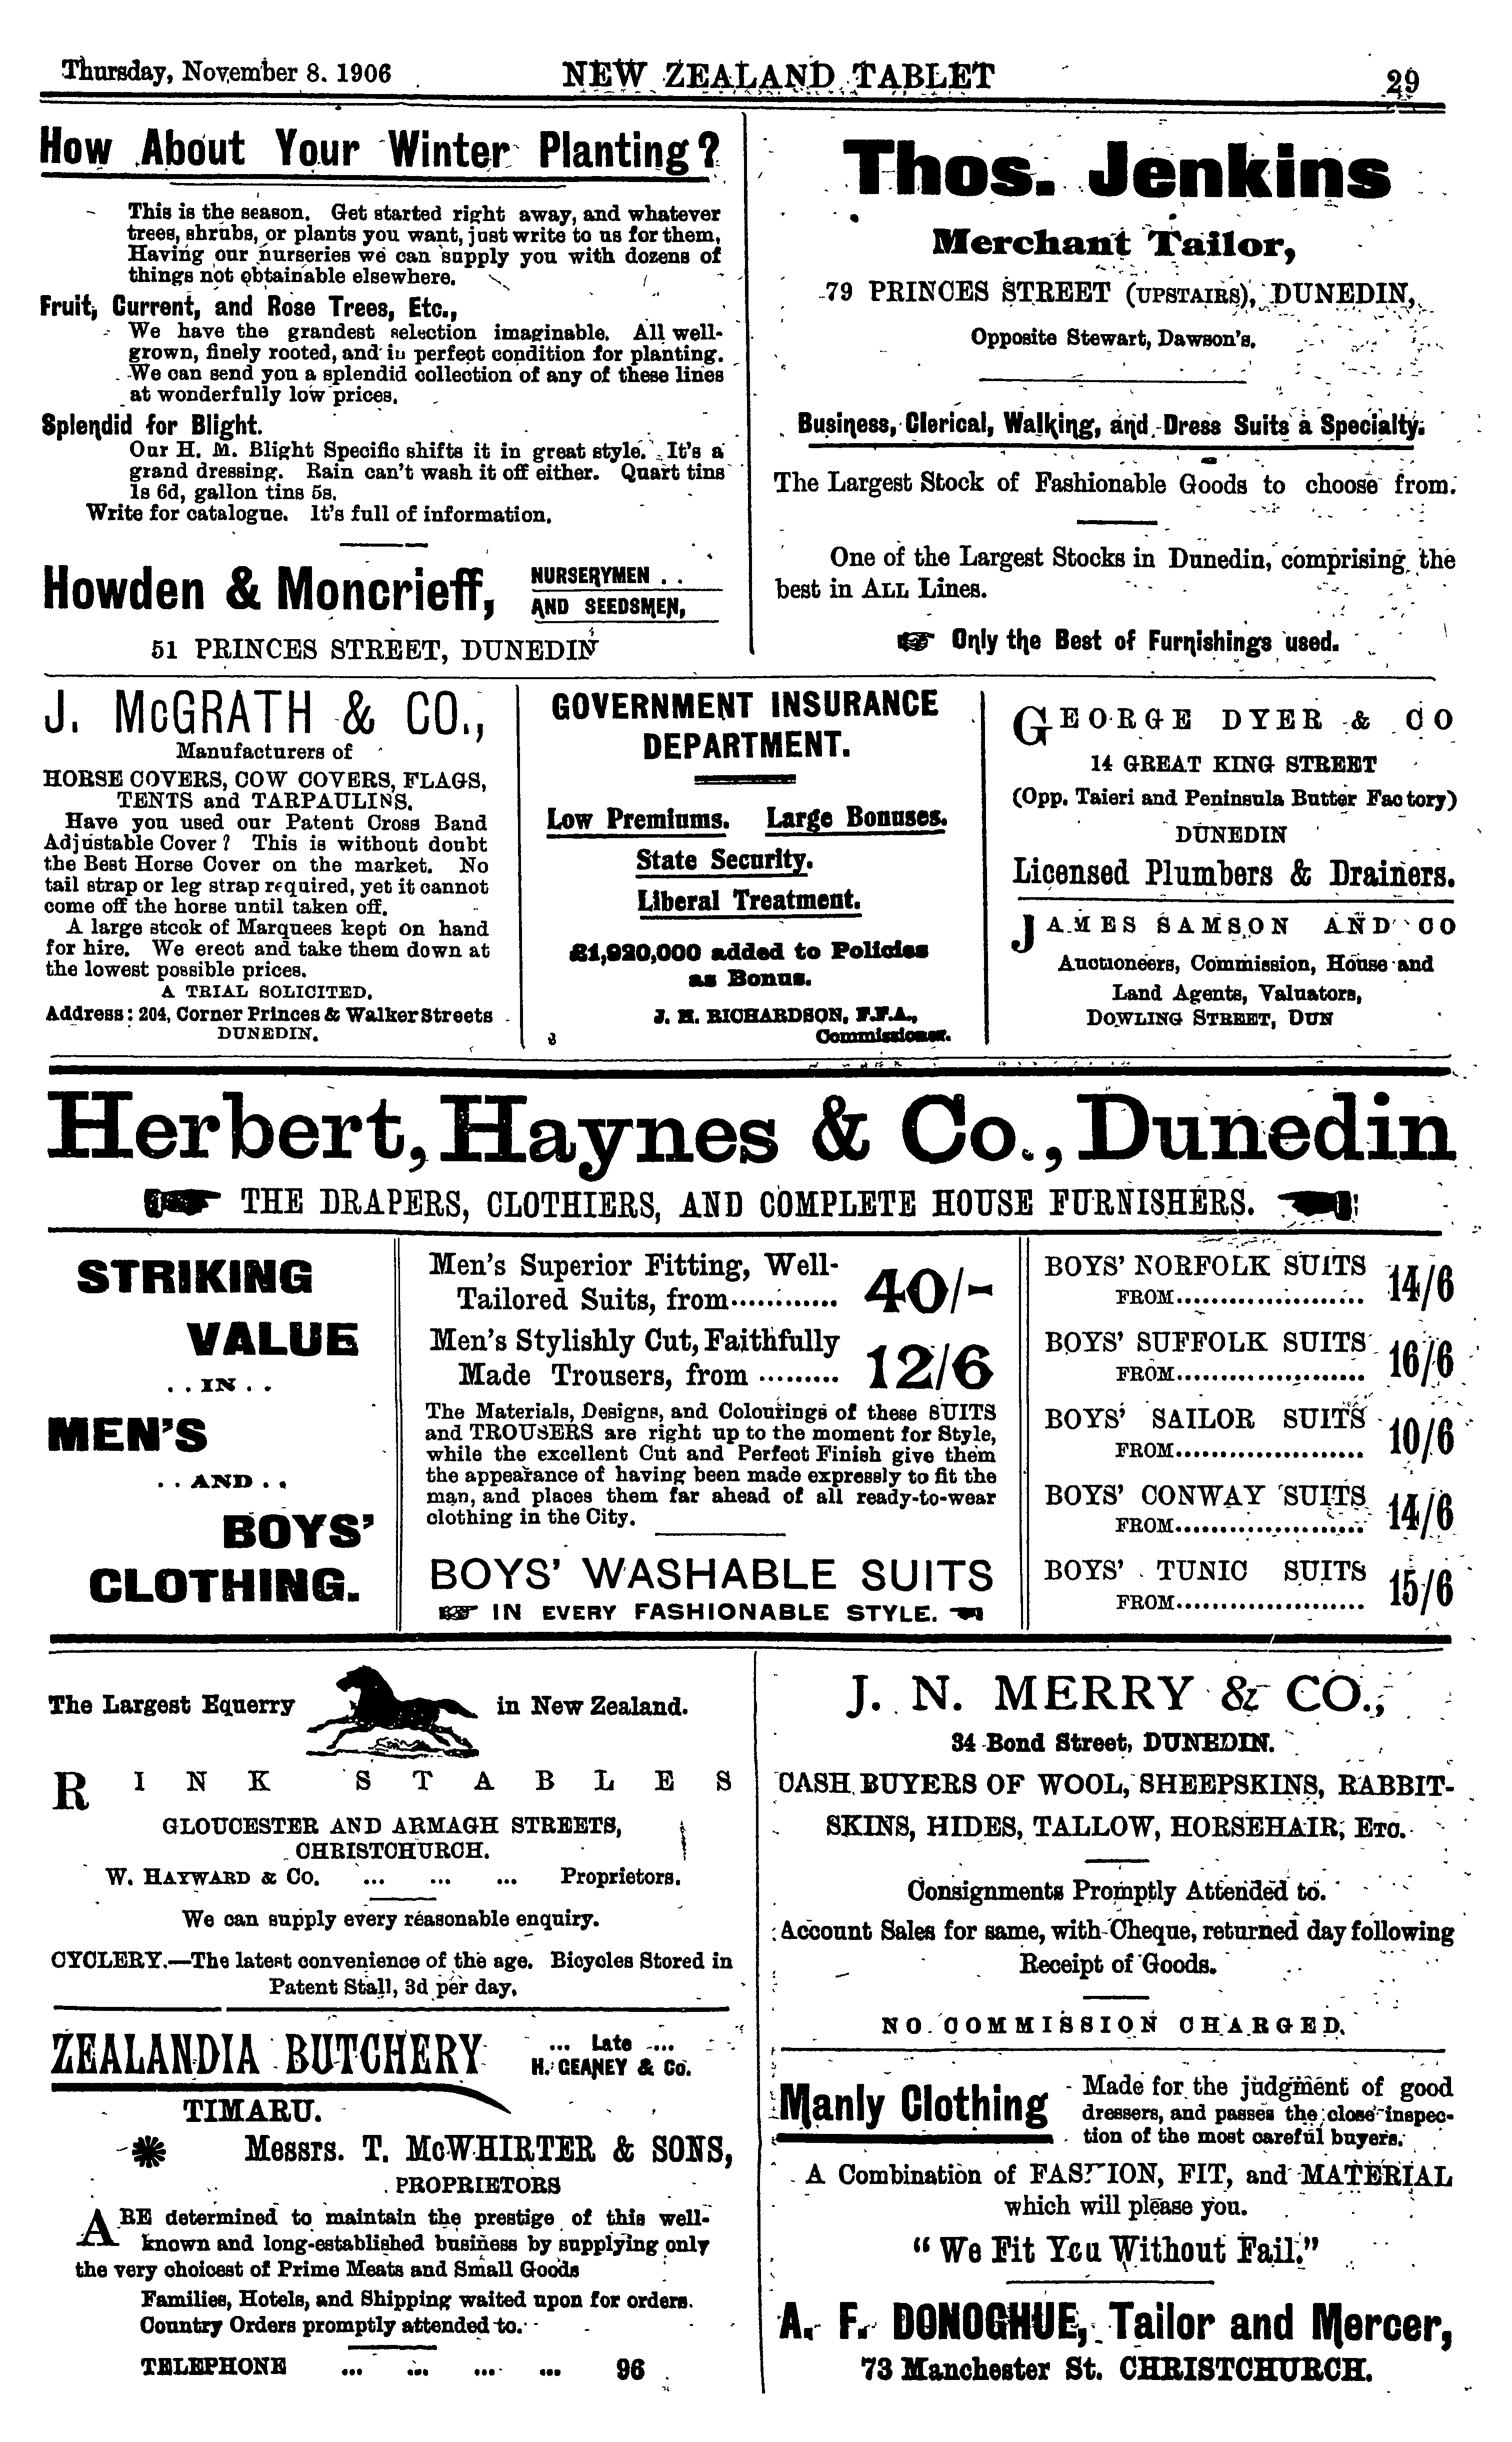 Thursday, November 8. 1906
NEW ZEALAND TABLET
29
How About Your Winter Planting?
This is the season. Get started right away, and whatever
trees, shrubs, or plants you want, just write to us for them,
Having our nurseries we can supply you with dozens of
things not obtainable elsewhere.
Fruit, Current, and Rose Trees, Etc.,
We have the grandest selection imaginable. All well-
grown, finely rooted, and in perfect condition for planting.
We can send you a splendid collection of any of these lines
at wonderfully low prices.
Splendid for Blight.
Our H. M. Blight Specific shifts it in great style. It's a
grand dressing. Rain can't wash it off either. Quart tins
1s 6d, gallon tins 5s.
Write for catalogue. It's full of information.
Howden & Moncrieff,
NURSERYMEN . .
AND SEEDSMEN,
51 PRINCES STREET, DUNEDIN
Thos. Jenkins
Merchant Tailor,
79 PRINCES STREET (UPSTAIRS), DUNEDIN,
Opposite Stewart, Dawson's.
Business, Clerical, Walking, and Dress Suits a Specialty.
The Largest Stock of Fashionable Goods to choose from.
One of the Largest Stocks in Dunedin, comprising the
best in ALL Lines.
Only the Best of Furnishings used.
J. McGRATH & CO.,
Manufacturers of
HORSE COVERS, COW COVERS, FLAGS,
TENTS and TARPAULINS.
Have you used our Patent Cross Band
Adjustable Cover? This is without doubt
the Best Horse Cover on the market. No
tail strap or leg strap required, yet it cannot
come off the horse until taken off.
A large stock of Marquees kept on hand
for hire. We erect and take them down at
the lowest possible prices.
A TRIAL SOLICITED.
Address: 204, Corner Princes & Walker Streets
DUNEDIN.
GOVERNMENT INSURANCE
DEPARTMENT.
Low Premiums. Large Bonuses.
State Security.
Liberal Treatment.
£1,920,000 added to Policies
as Bonus.
J. H. RICHARDSON, F.F.A.,
Commissioner.
GEORGE DYER & CO
14 GREAT KING STREET
(Opp. Taieri and Peninsula Butter Factory)
DUNEDIN
Licensed Plumbers & Drainers.
JAMES SAMSON AND CO
Auctioneers, Commission, House and
Land Agents, Valuators,
DOWLING STREET, DUN
Herbert, Haynes & Co., Dunedin
THE DRAPERS, CLOTHIERS, AND COMPLETE HOUSE FURNISHERS.
STRIKING
VALUE
. . IN . .
MEN'S
. . AND . .
BOYS'
CLOTHING.
Men's Superior Fitting, Well-
Tailored Suits, from............ 40/-
Men's Stylishly Cut, Faithfully
Made Trousers, from ......... 12/6
The Materials, Designs, and Colourings of these SUITS
and TROUSERS are right up to the moment for Style,
while the excellent Cut and Perfect Finish give them
the appearance of having been made expressly to fit the
man, and places them far ahead of all ready-to-wear
clothing in the City.
BOYS' WASHABLE SUITS
IN EVERY FASHIONABLE STYLE.
BOYS' NORFOLK SUITS
FROM..................... 14/6
BOYS' SUFFOLK SUITS
FROM..................... 16/6
BOYS' SAILOR SUITS
FROM..................... 10/6
BOYS' CONWAY SUITS
FROM..................... 14/6
BOYS' TUNIC SUITS
FROM..................... 15/6
The Largest Equerry in New Zealand.
RINK STABLES
GLOUCESTER AND ARMAGH STREETS,
CHRISTCHURCH.
W. HAYWARD & Co. ... ... ... Proprietors.
We can supply every reasonable enquiry.
CYCLERY.—The latest convenience of the age. Bicycles Stored in
Patent Stall, 3d per day.
ZEALANDIA BUTCHERY
... Late ...
H. GEANEY & Co.
TIMARU.
Messrs. T. McWHIRTER & SONS,
PROPRIETORS
ARE determined to maintain the prestige of this well-
known and long-established business by supplying only
the very choicest of Prime Meats and Small Goods
Families, Hotels, and Shipping waited upon for orders.
Country Orders promptly attended to.
TELEPHONE ... ... ... ... 96
J. N. MERRY & CO.,
34 Bond Street, DUNEDIN.
CASH BUYERS OF WOOL, SHEEPSKINS, RABBIT-
SKINS, HIDES, TALLOW, HORSEHAIR, ETC.
Consignments Promptly Attended to.
Account Sales for same, with Cheque, returned day following
Receipt of Goods.
NO COMMISSION CHARGED.
Manly Clothing
Made for the judgment of good
dressers, and passes the close inspec-
tion of the most careful buyers.
A Combination of FASHION, FIT, and MATERIAL
which will please you.
"We Fit You Without Fail."
A. F. DONOGHUE, Tailor and Mercer,
73 Manchester St. CHRISTCHURCH.